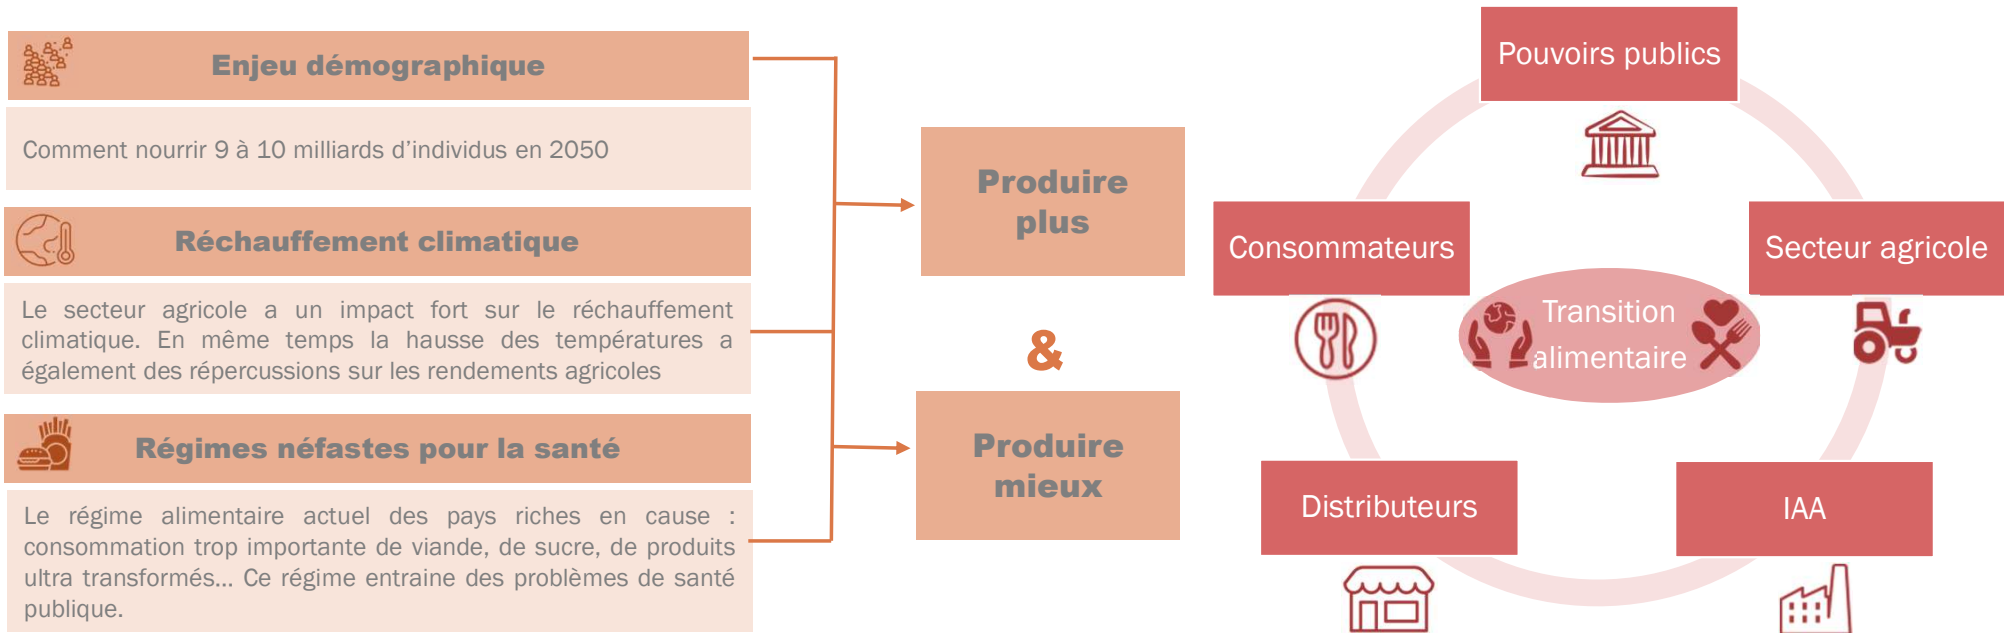 Enjeu démographique
Comment nourrir 9 à 10 milliards d’individus en 2050
Réchauffement climatique
Le secteur agricole a un impact fort sur le réchauffement
climatique. En même temps la hausse des températures a
également des répercussions sur les rendements agricoles
Régimes néfastes pour la santé
Le régime alimentaire actuel des pays riches en cause :
consommation trop importante de viande, de sucre, de produits
ultra transformés... Ce régime entraine des problèmes de santé
publique.
Produire
plus
&
Produire
mieux
Pouvoirs publics
Consommateurs
Secteur agricole
Transition
alimentaire
Distributeurs
IAA